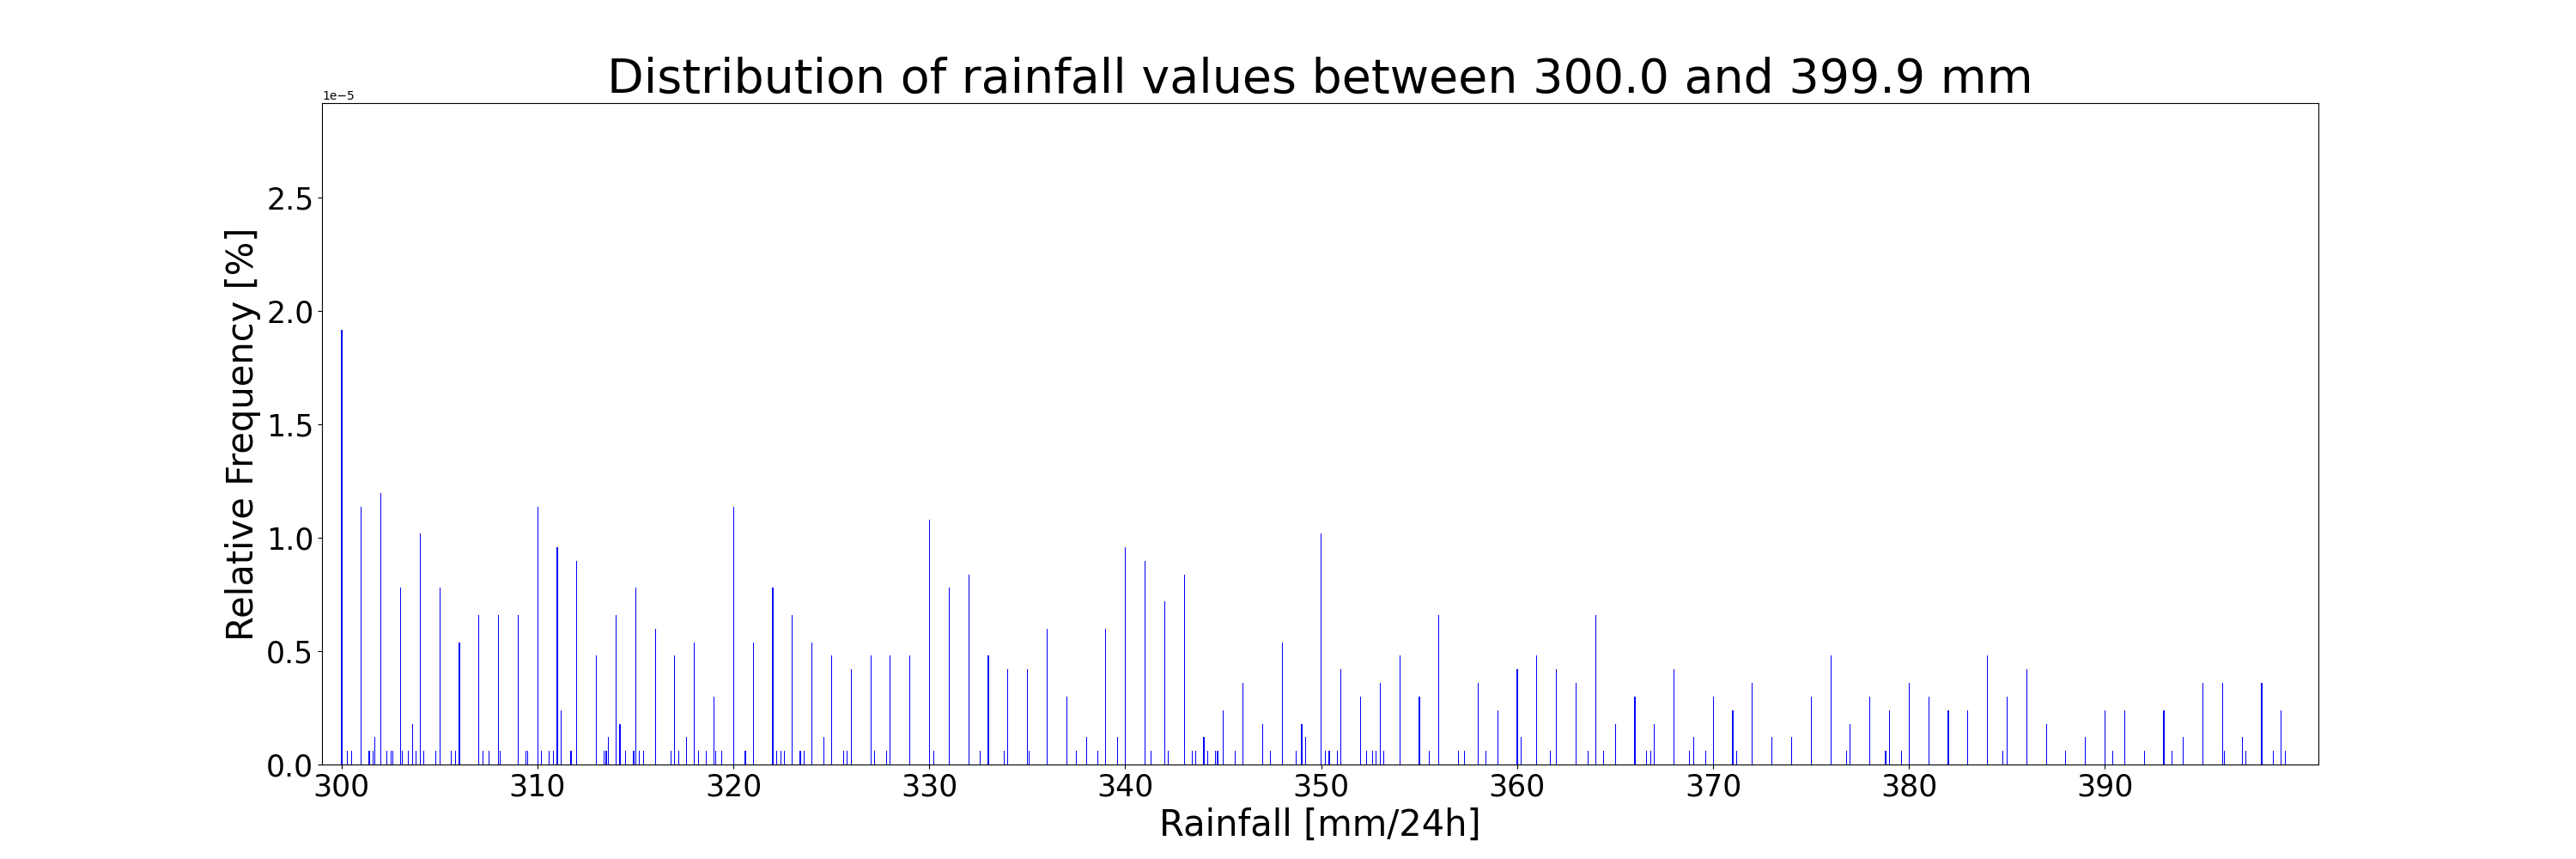 Distribution of rainfall values between 300.0 and 399.9 mm
1e−5
2.5
2.0
1.5
1.0
0.5
0.0
Relative Frequency [%]
300 310 320 330 340 350 360 370 380 390
Rainfall [mm/24h]